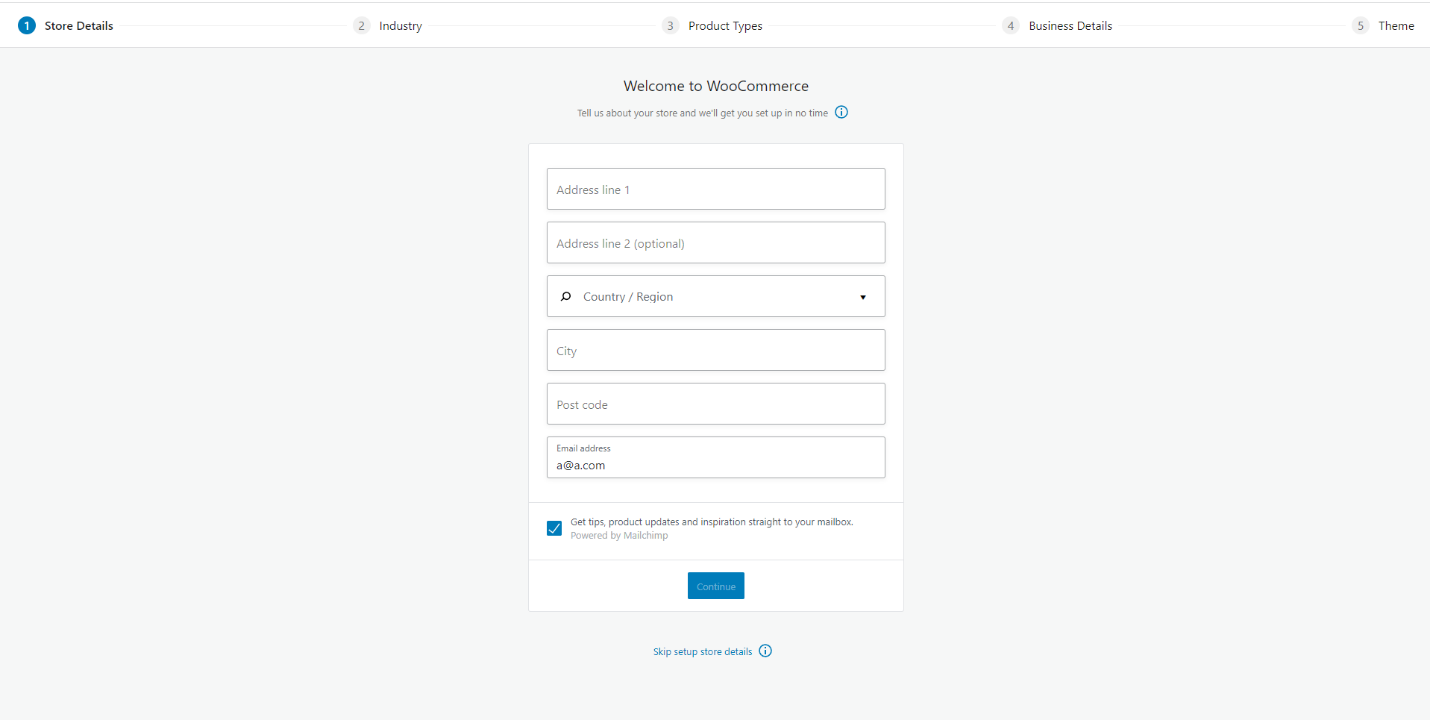 1 Store Details 2 Industry 3 Product Types 4 Business Details 5 Theme
Welcome to WooCommerce
Tell us about your store and we'll get you set up in no time
Address line 1
Address line 2 (optional)
Country / Region
City
Post code
Email address
a@a.com
Get tips, product updates and inspiration straight to your mailbox.
Powered by Mailchimp
Continue
Skip setup store details